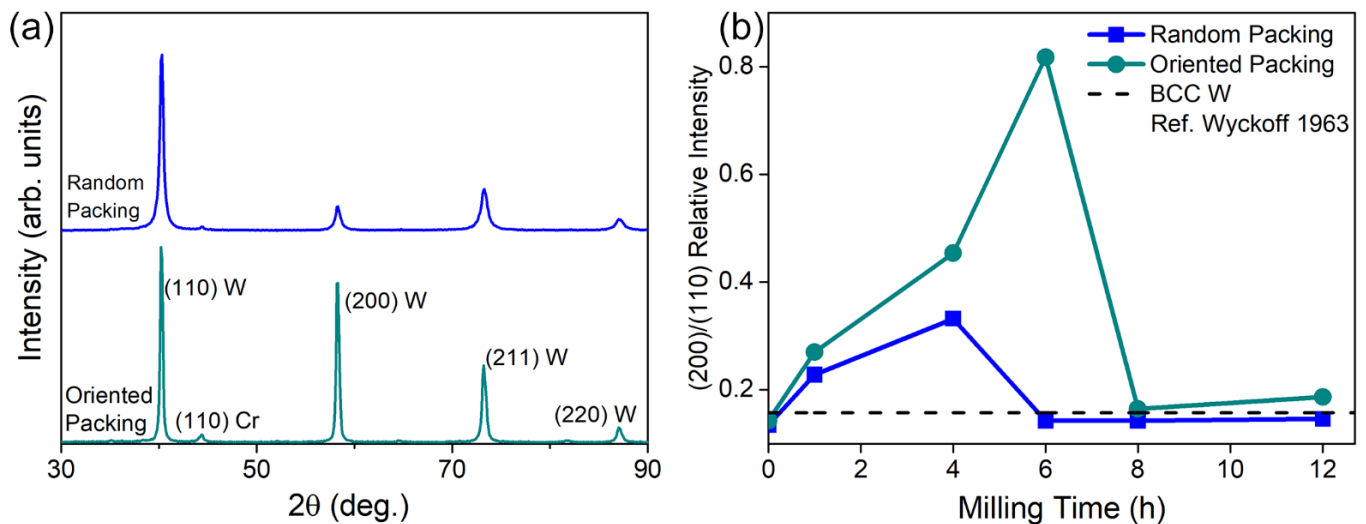 (a)
Intensity (arb. units)
Random
Packing
Oriented
Packing
(110) W
(110) Cr
(200) W
(211) W
(220) W
30
50
70
90
2θ (deg.)
(b)
(200)/(110) Relative Intensity
0.8
0.6
0.4
0.2
Random Packing
Oriented Packing
BCC W
Ref. Wyckoff 1963
0
2
4
6
8
10
12
Milling Time (h)